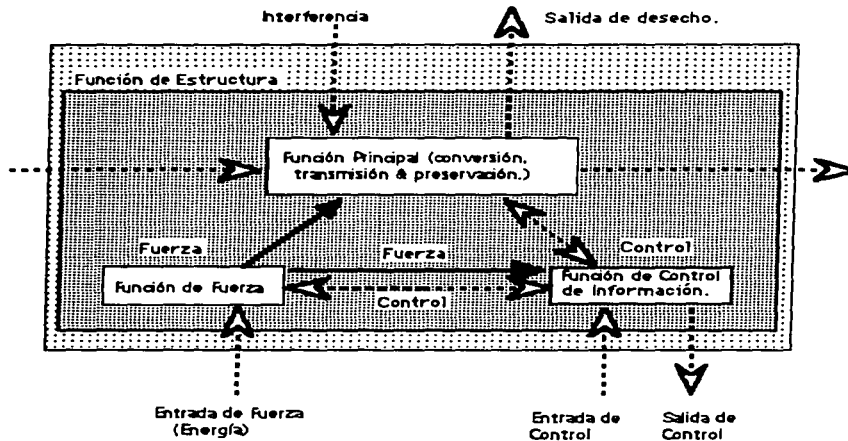 Interferencia
Salida de desecho.
Función de Estructura
Función Principal (conversión,
transmisión & preservación.)
Fuerza
Fuerza
Control
Función de Fuerza
Control
Función de Control
de Información.
Entrada de Fuerza
(Energía)
Entrada de
Control
Salida de
Control